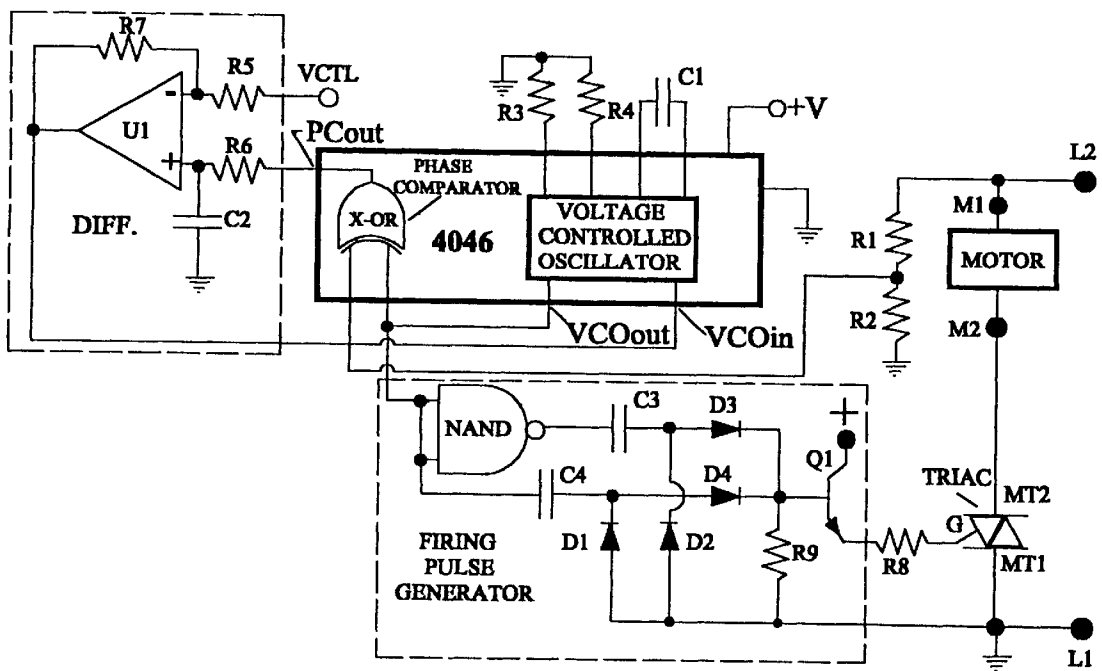 R7
R5
VCTL
-
U1
+
R6
PCout
C2
DIFF.
R3
R4
C1
+V
PHASE
COMPARATOR
X-OR
4046
VOLTAGE
CONTROLLED
OSCILLATOR
VCOout
VCOin
L2
M1
R1
MOTOR
R2
M2
NAND
C3
D3
+
Q1
C4
D4
TRIAC
MT2
G
D1
D2
R9
R8
MT1
FIRING
PULSE
GENERATOR
L1